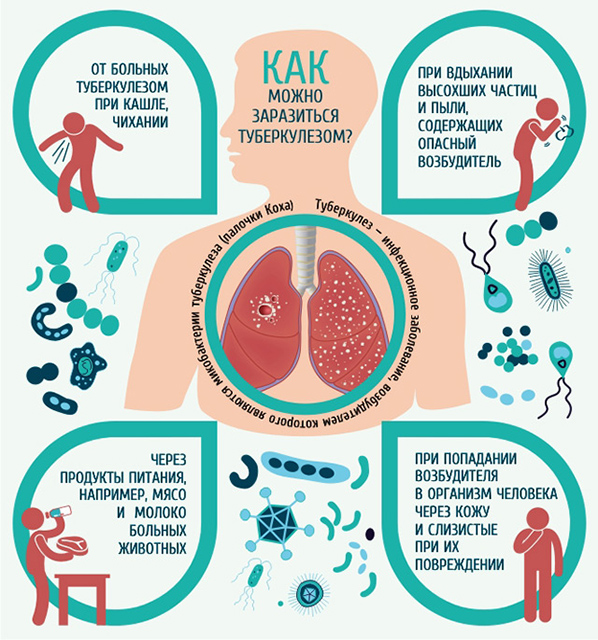 КАК
МОЖНО
ЗАРАЗИТЬСЯ
ТУБЕРКУЛЕЗОМ?
ОТ БОЛЬНЫХ
ТУБЕРКУЛЕЗОМ
ПРИ КАШЛЕ,
ЧИХАНИИ
ПРИ ВДЫХАНИИ
ВЫСОХШИХ ЧАСТИЦ
И ПЫЛИ,
СОДЕРЖАЩИХ
ОПАСНЫЙ
ВОЗБУДИТЕЛЬ
Туберкулез – инфекционное заболевание, возбудителем которого являются микобактерии туберкулеза (палочки Коха)
ЧЕРЕЗ
ПРОДУКТЫ ПИТАНИЯ,
НАПРИМЕР, МЯСО
И МОЛОКО
БОЛЬНЫХ
ЖИВОТНЫХ
ПРИ ПОПАДАНИИ
ВОЗБУДИТЕЛЯ
В ОРГАНИЗМ ЧЕЛОВЕКА
ЧЕРЕЗ КОЖУ
И СЛИЗИСТЫЕ
ПРИ ИХ
ПОВРЕЖДЕНИИ